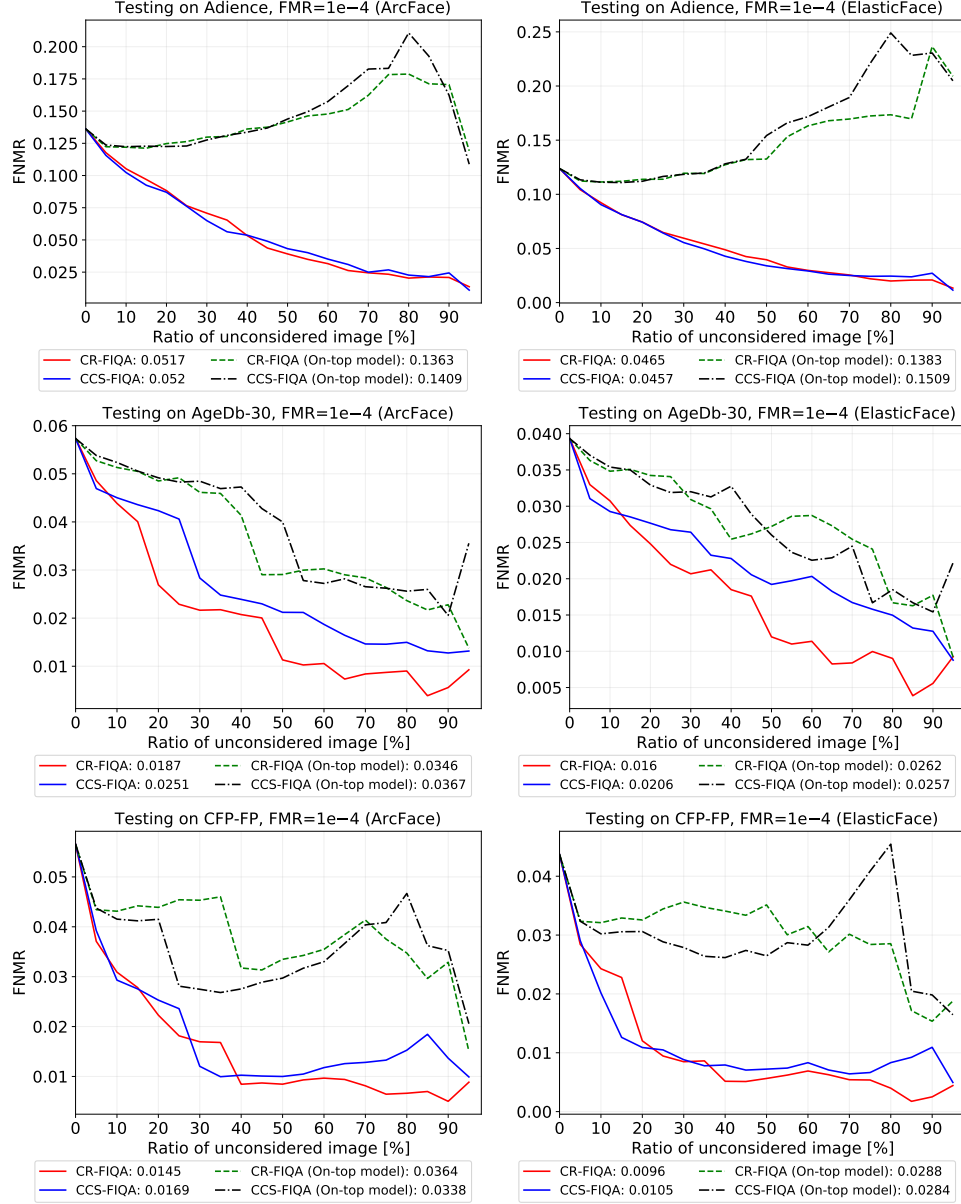 Testing on Adience, FMR=1e−4 (ArcFace)
FNMR
0.200
0.175
0.150
0.125
0.100
0.075
0.050
0.025
0 10 20 30 40 50 60 70 80 90
Ratio of unconsidered image [%]
CR-FIQA: 0.0517 CR-FIQA (On-top model): 0.1363
CCS-FIQA: 0.052 CCS-FIQA (On-top model): 0.1409
Testing on Adience, FMR=1e−4 (ElasticFace)
FNMR
0.25
0.20
0.15
0.10
0.05
0.00
0 10 20 30 40 50 60 70 80 90
Ratio of unconsidered image [%]
CR-FIQA: 0.0465 CR-FIQA (On-top model): 0.1383
CCS-FIQA: 0.0457 CCS-FIQA (On-top model): 0.1509
Testing on AgeDb-30, FMR=1e−4 (ArcFace)
FNMR
0.06
0.05
0.04
0.03
0.02
0.01
0 10 20 30 40 50 60 70 80 90
Ratio of unconsidered image [%]
CR-FIQA: 0.0187 CR-FIQA (On-top model): 0.0346
CCS-FIQA: 0.0251 CCS-FIQA (On-top model): 0.0367
Testing on AgeDb-30, FMR=1e−4 (ElasticFace)
FNMR
0.040
0.035
0.030
0.025
0.020
0.015
0.010
0.005
0 10 20 30 40 50 60 70 80 90
Ratio of unconsidered image [%]
CR-FIQA: 0.016 CR-FIQA (On-top model): 0.0262
CCS-FIQA: 0.0206 CCS-FIQA (On-top model): 0.0257
Testing on CFP-FP, FMR=1e−4 (ArcFace)
FNMR
0.05
0.04
0.03
0.02
0.01
0 10 20 30 40 50 60 70 80 90
Ratio of unconsidered image [%]
CR-FIQA: 0.0145 CR-FIQA (On-top model): 0.0364
CCS-FIQA: 0.0169 CCS-FIQA (On-top model): 0.0338
Testing on CFP-FP, FMR=1e−4 (ElasticFace)
FNMR
0.04
0.03
0.02
0.01
0.00
0 10 20 30 40 50 60 70 80 90
Ratio of unconsidered image [%]
CR-FIQA: 0.0096 CR-FIQA (On-top model): 0.0288
CCS-FIQA: 0.0105 CCS-FIQA (On-top model): 0.0284